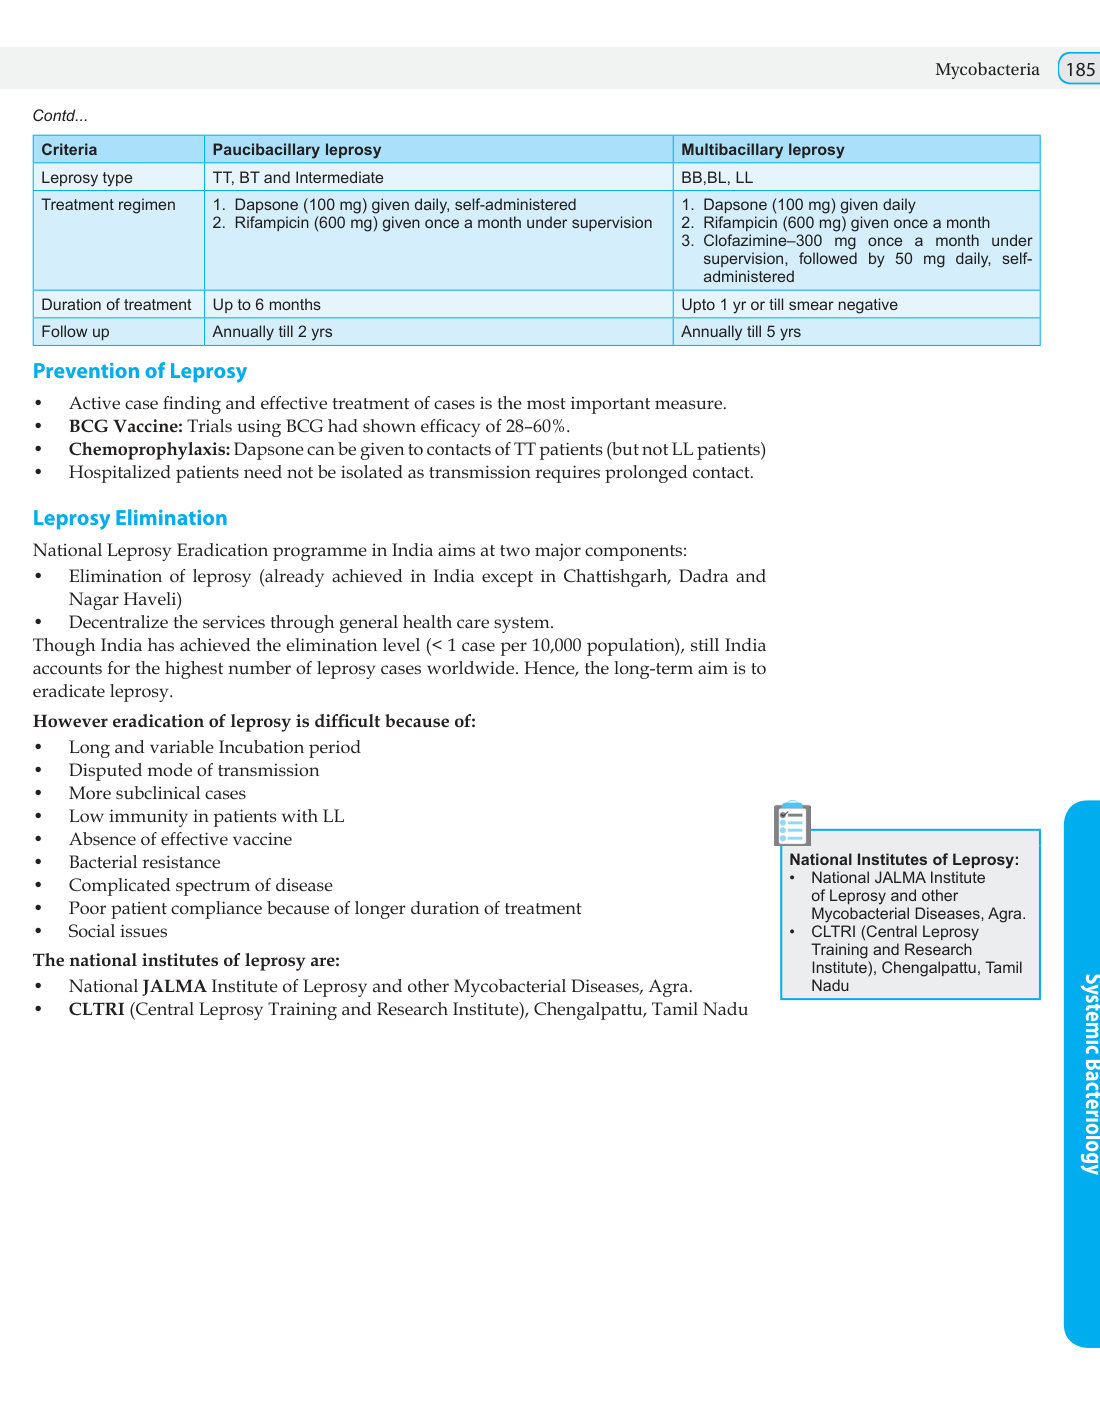 Mycobacteria 185
Contd...
Criteria Paucibacillary leprosy Multibacillary leprosy
Leprosy type TT, BT and Intermediate BB,BL, LL
Treatment regimen 1. Dapsone (100 mg) given daily, self-administered
2. Rifampicin (600 mg) given once a month under supervision
1. Dapsone (100 mg) given daily
2. Rifampicin (600 mg) given once a month
3. Clofazimine–300 mg once a month under
supervision, followed by 50 mg daily, self-
administered
Duration of treatment Up to 6 months Upto 1 yr or till smear negative
Follow up Annually till 2 yrs Annually till 5 yrs
Prevention of Leprosy
• Active case finding and effective treatment of cases is the most important measure.
• BCG Vaccine: Trials using BCG had shown efficacy of 28–60%.
• Chemoprophylaxis: Dapsone can be given to contacts of TT patients (but not LL patients)
• Hospitalized patients need not be isolated as transmission requires prolonged contact.
Leprosy Elimination
National Leprosy Eradication programme in India aims at two major components:
• Elimination of leprosy (already achieved in India except in Chattishgarh, Dadra and
Nagar Haveli)
• Decentralize the services through general health care system.
Though India has achieved the elimination level (< 1 case per 10,000 population), still India
accounts for the highest number of leprosy cases worldwide. Hence, the long-term aim is to
eradicate leprosy.
However eradication of leprosy is difficult because of:
• Long and variable Incubation period
• Disputed mode of transmission
• More subclinical cases
• Low immunity in patients with LL
• Absence of effective vaccine
• Bacterial resistance
• Complicated spectrum of disease
• Poor patient compliance because of longer duration of treatment
• Social issues
The national institutes of leprosy are:
• National JALMA Institute of Leprosy and other Mycobacterial Diseases, Agra.
• CLTRI (Central Leprosy Training and Research Institute), Chengalpattu, Tamil Nadu
National Institutes of Leprosy:
• National JALMA Institute
of Leprosy and other
Mycobacterial Diseases, Agra.
• CLTRI (Central Leprosy
Training and Research
Institute), Chengalpattu, Tamil
Nadu
Systemic Bacteriology